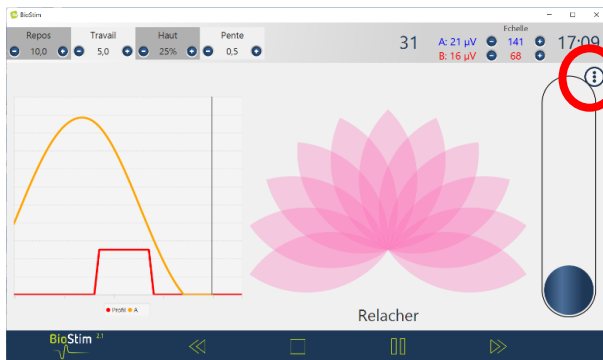 BioStim
Repos Travail Haut Pente
10,0 5,0 25% 0,5
31
Echelle
A: 21 µV 141
B: 16 µV 68
17:09
Profil A
Relacher
BioStim 2.1